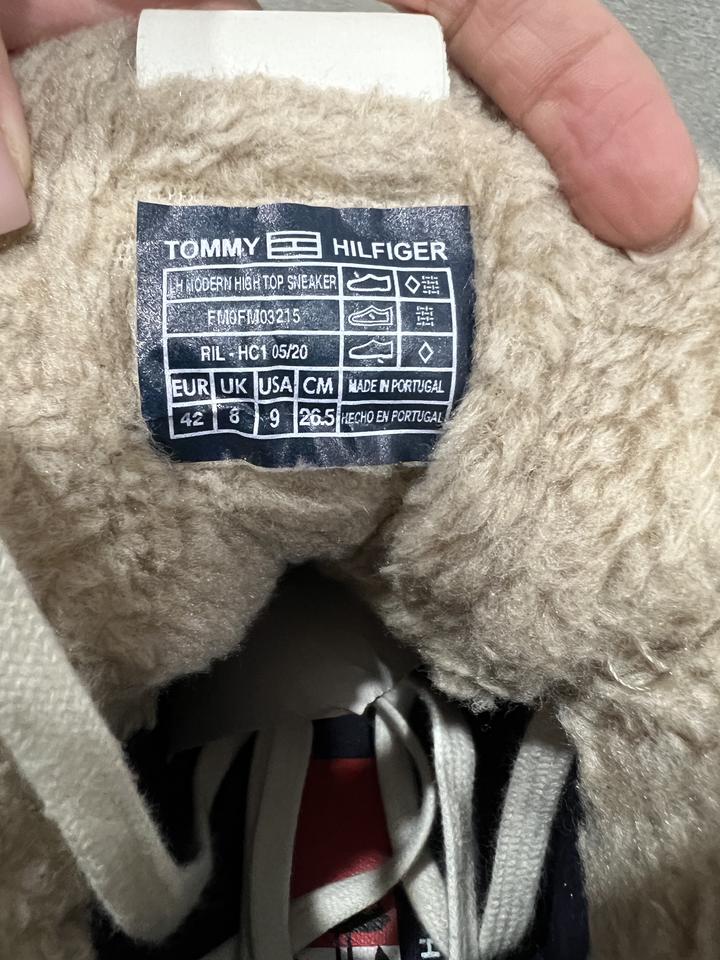 TOMMY HILFIGER
LH MODERN HIGH TOP SNEAKER
FM0FM03215
RIL - HC1 05/20
EUR UK USA CM MADE IN PORTUGAL
42 8 9 26.5 HECHO EN PORTUGAL